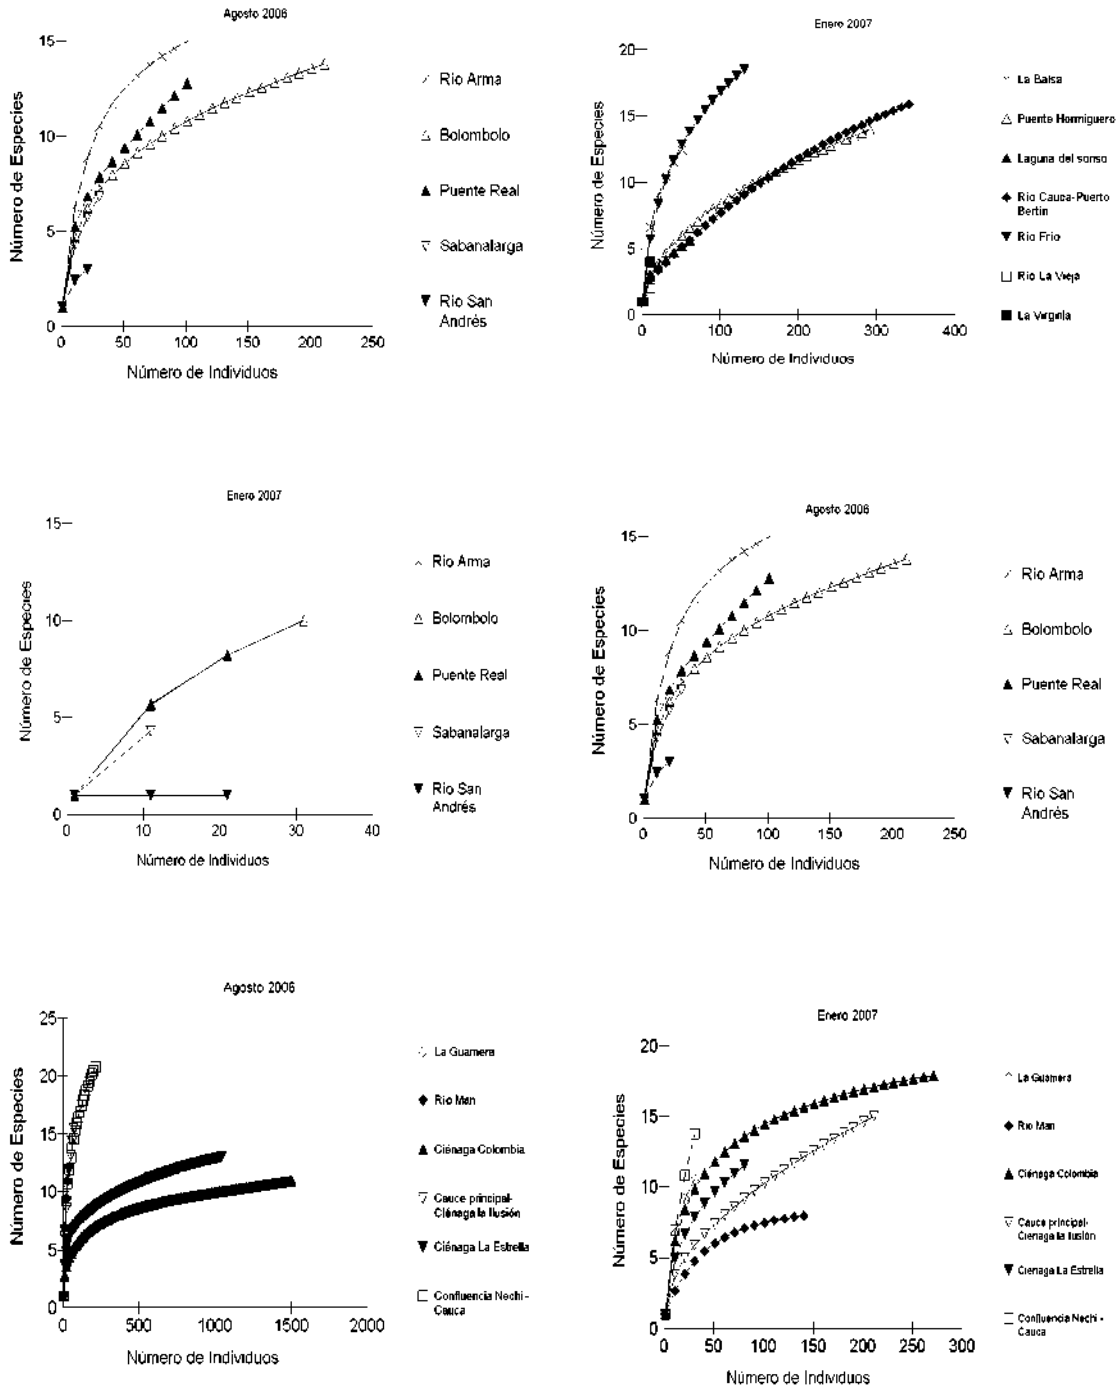 Agosto 2006
15
10
5
0
0 50 100 150 200 250
Número de Especies
Número de Individuos
Río Arma
Bolombolo
Puente Real
Sabanalarga
Río San
Andrés
Enero 2007
20
15
10
5
0
0 100 200 300 400
Número de Especies
Número de Individuos
La Balsa
Puente Hormiguero
Laguna del sonso
Río Cauca-Puerto
Bertin
Río Frío
Río La Vieja
La Virginia
Enero 2007
15
10
5
0
0 10 20 30 40
Número de Especies
Número de Individuos
Río Arma
Bolombolo
Puente Real
Sabanalarga
Río San
Andrés
Agosto 2006
15
10
5
0
0 50 100 150 200 250
Número de Especies
Número de Individuos
Río Arma
Bolombolo
Puente Real
Sabanalarga
Río San
Andrés
Agosto 2006
25
20
15
10
5
0
0 500 1000 1500 2000
Número de Especies
Número de Individuos
La Guamera
Río Man
Ciénaga Colombia
Cauce principal-
Ciénaga la Ilusión
Ciénaga La Estrella
Confluencia Nechi -
Cauca
Enero 2007
20
15
10
5
0
0 50 100 150 200 250 300
Número de Especies
Número de Individuos
La Guamera
Río Man
Ciénaga Colombia
Cauce principal-
Cienaga la Ilusión
Cienaga La Estrella
Confluencia Nechi -
Cauca